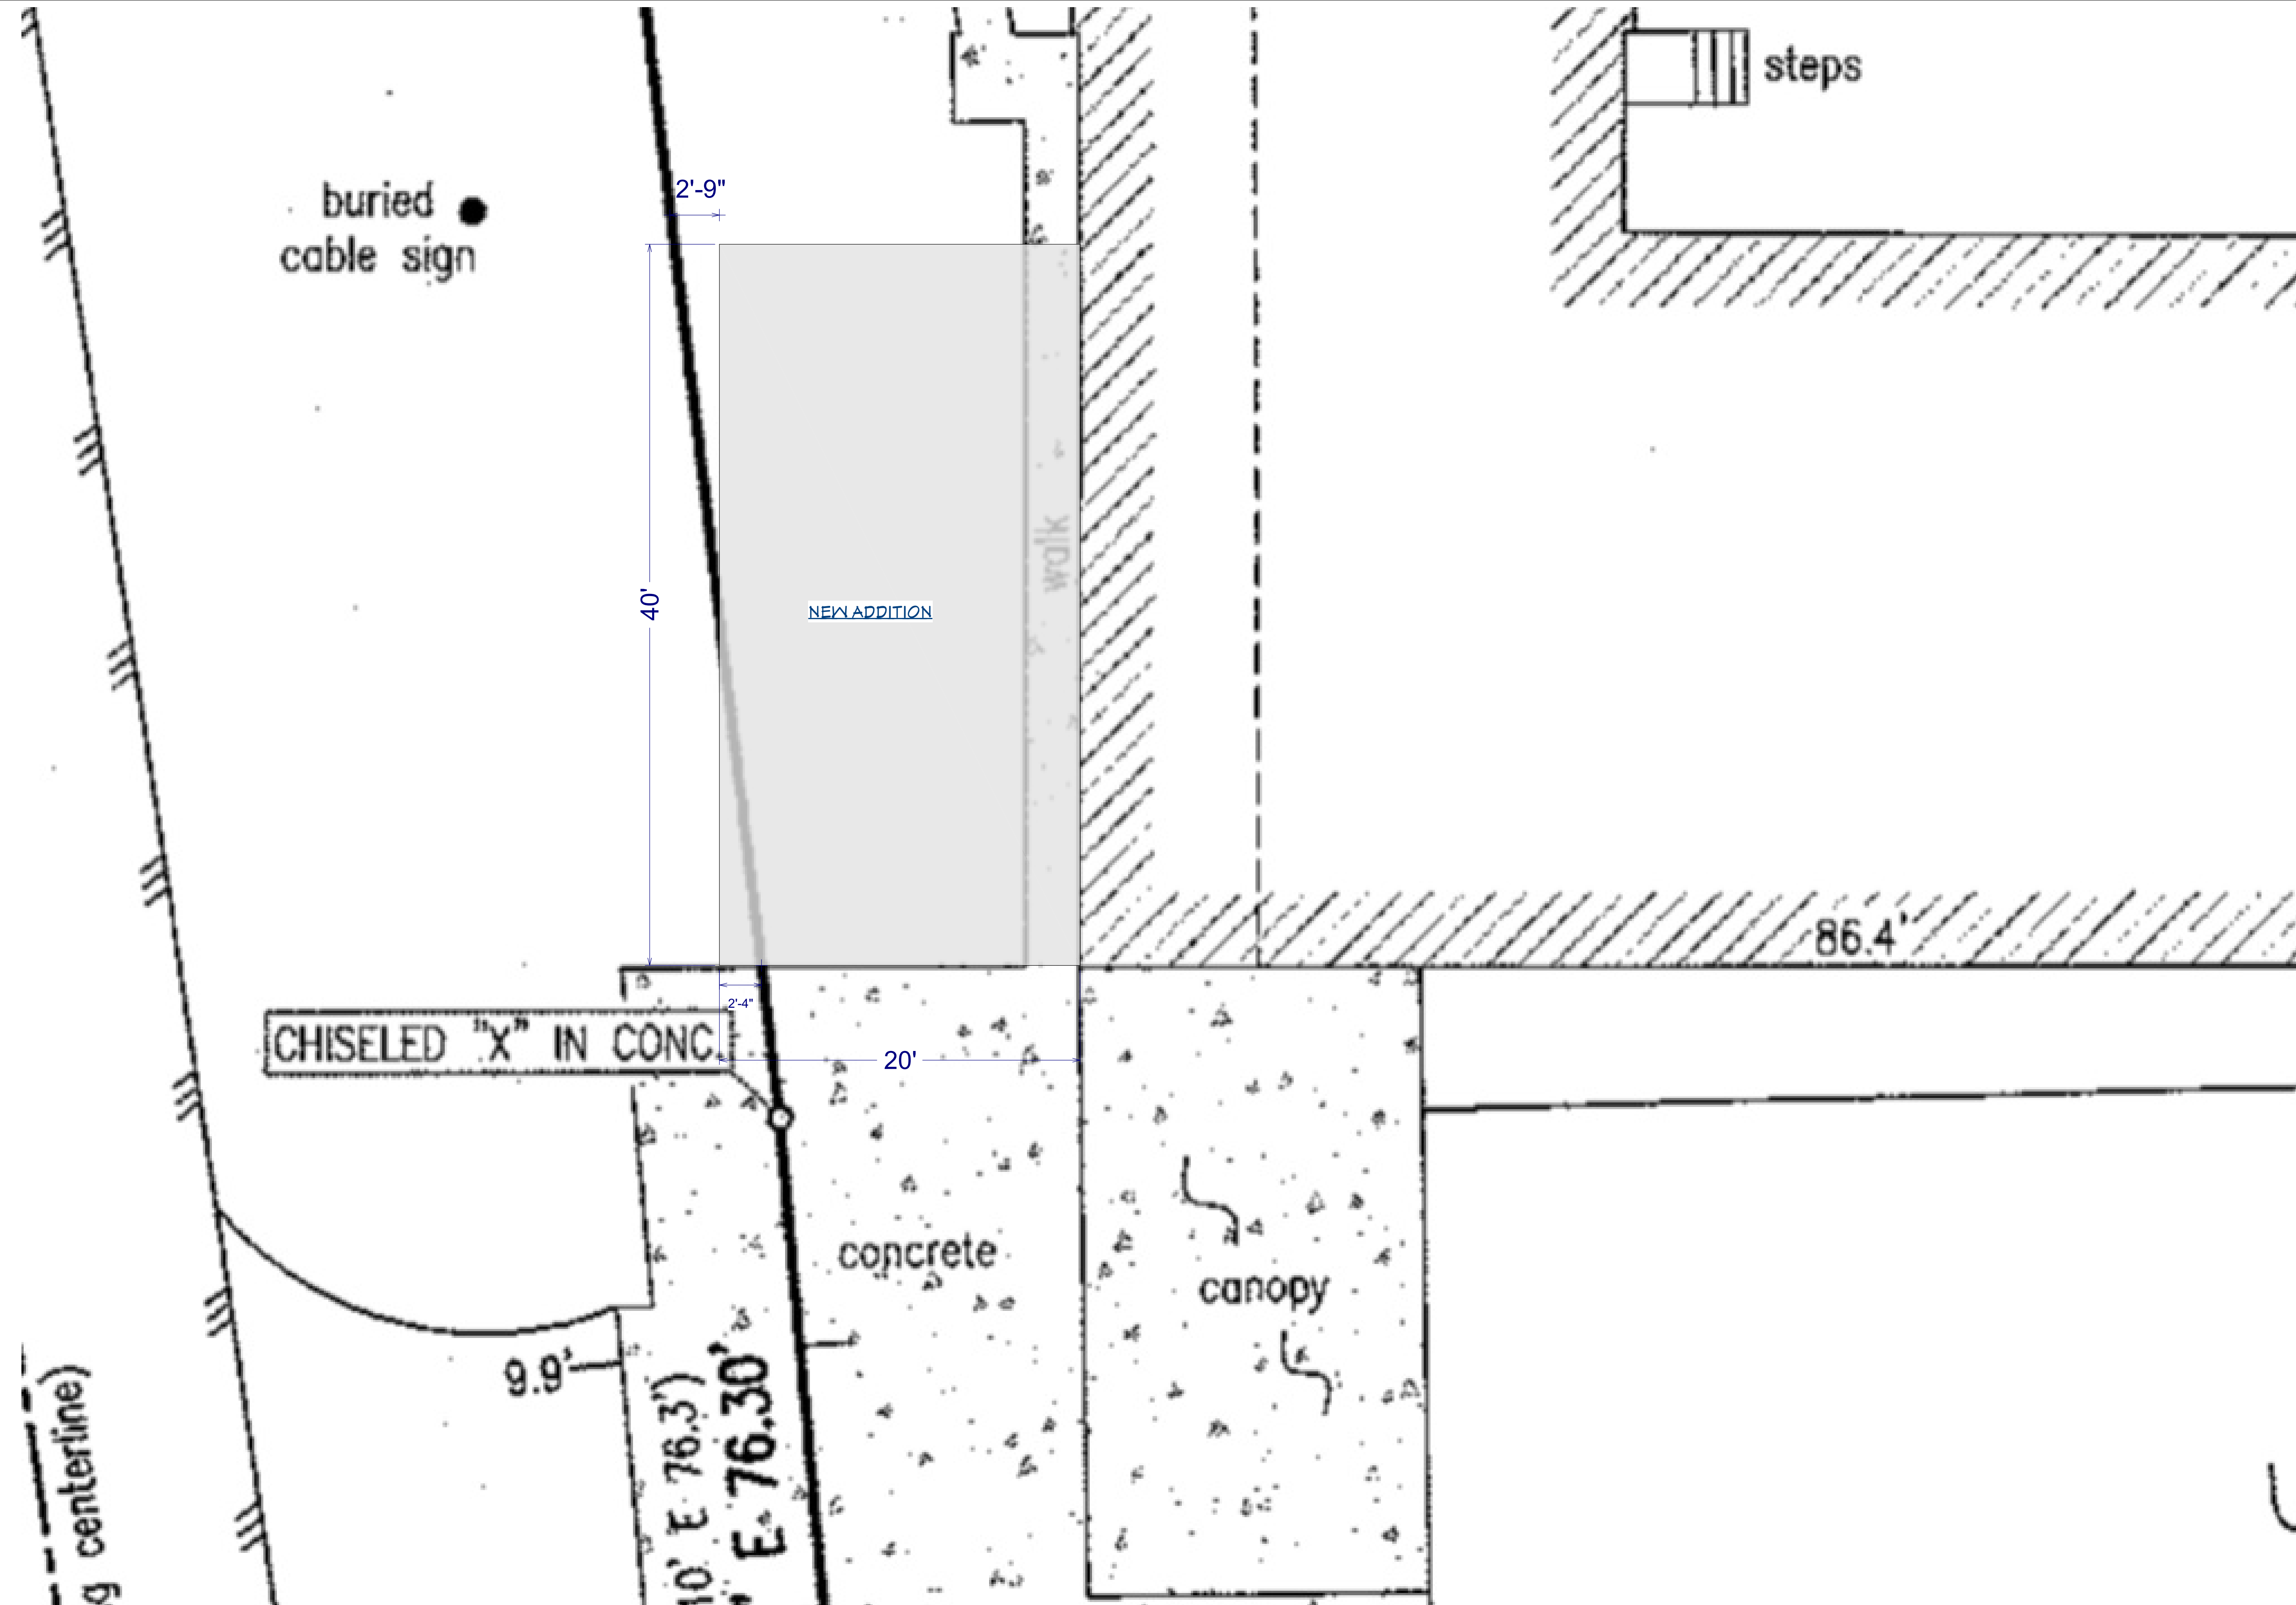 steps
buried
cable sign
2'-9"
40'
NEW ADDITION
walk
86.4'
2'-4"
CHISELED "X" IN CONC.
20'
concrete
canopy
9.9'
10' E 76.3')
' E 76.30'
g centerline)